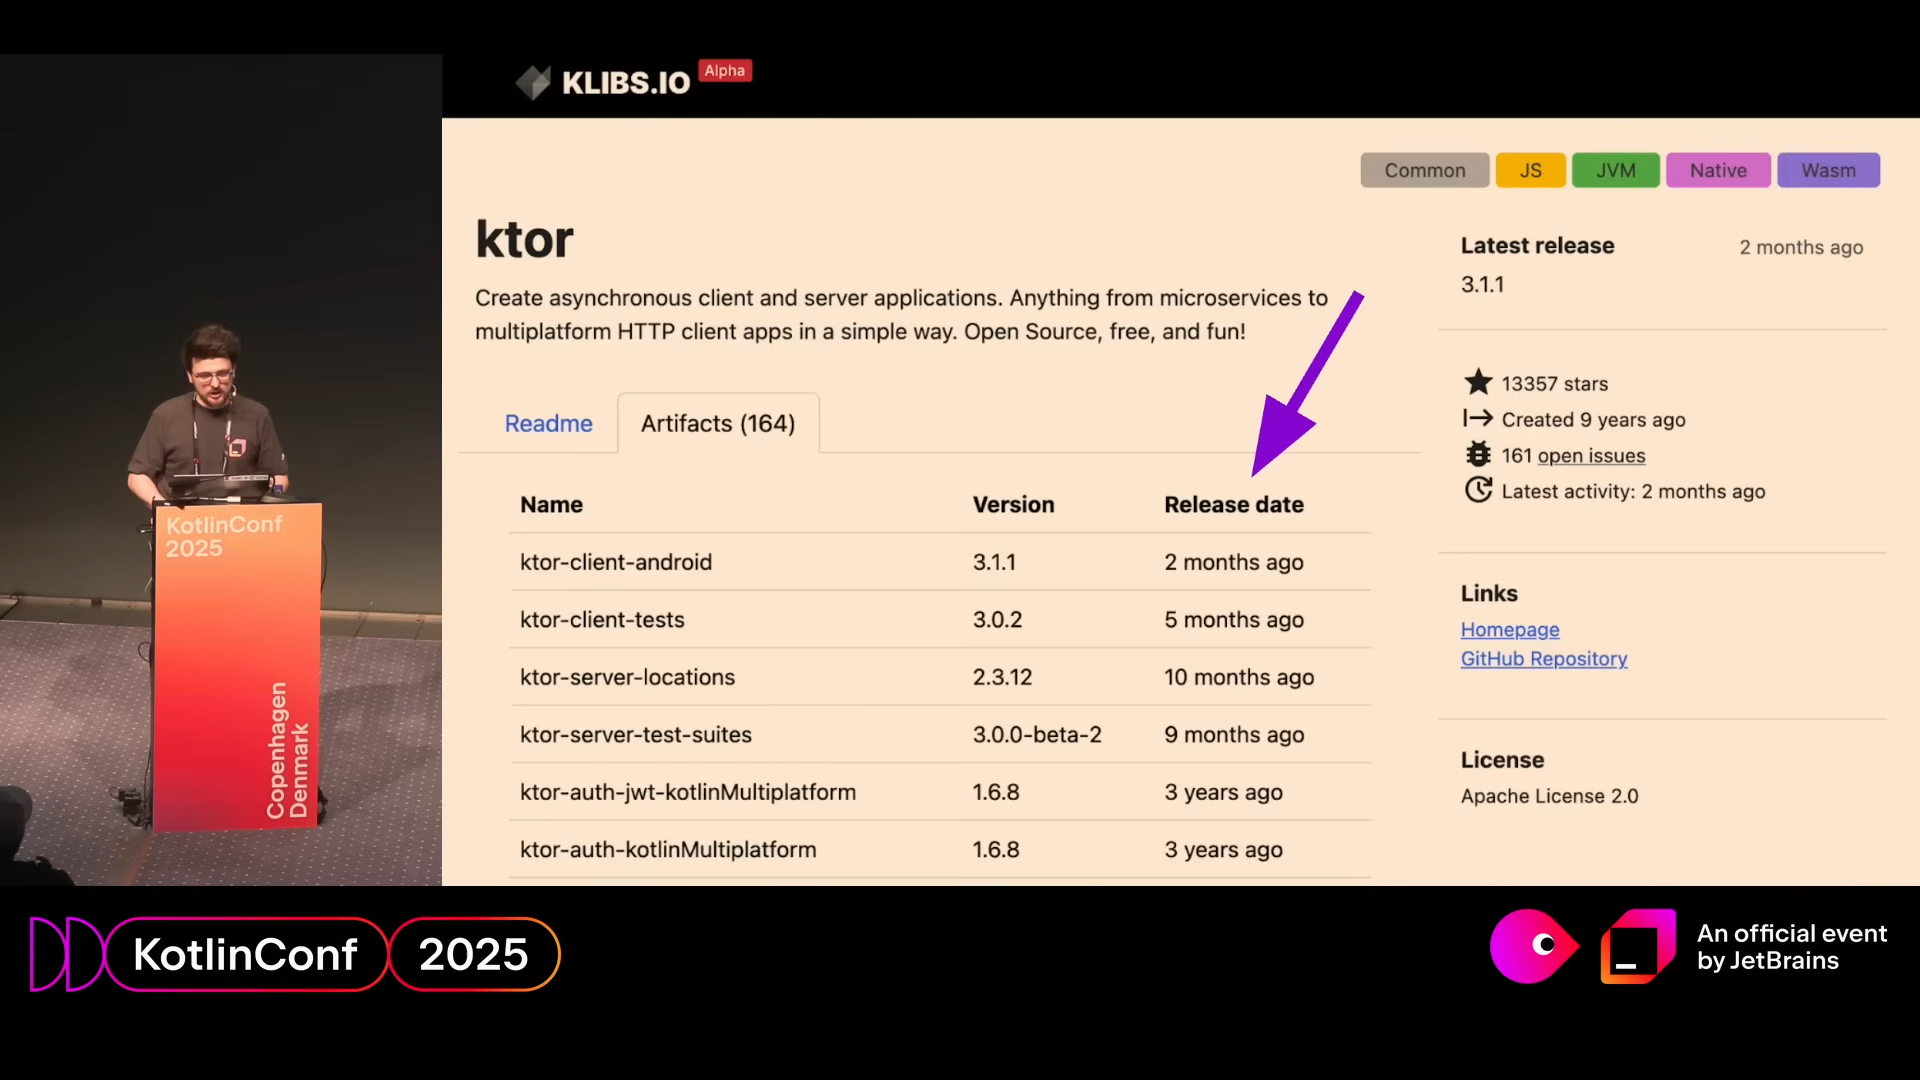 KLIBS.IO Alpha
Common JS JVM Native Wasm
ktor
Create asynchronous client and server applications. Anything from microservices to
multiplatform HTTP client apps in a simple way. Open Source, free, and fun!
Readme Artifacts (164)
Name Version Release date
ktor-client-android 3.1.1 2 months ago
ktor-client-tests 3.0.2 5 months ago
ktor-server-locations 2.3.12 10 months ago
ktor-server-test-suites 3.0.0-beta-2 9 months ago
ktor-auth-jwt-kotlinMultiplatform 1.6.8 3 years ago
ktor-auth-kotlinMultiplatform 1.6.8 3 years ago
Latest release 2 months ago
3.1.1
13357 stars
Created 9 years ago
161 open issues
Latest activity: 2 months ago
Links
Homepage
GitHub Repository
License
Apache License 2.0
KotlinConf
2025
Copenhagen
Denmark
KotlinConf 2025
An official event
by JetBrains